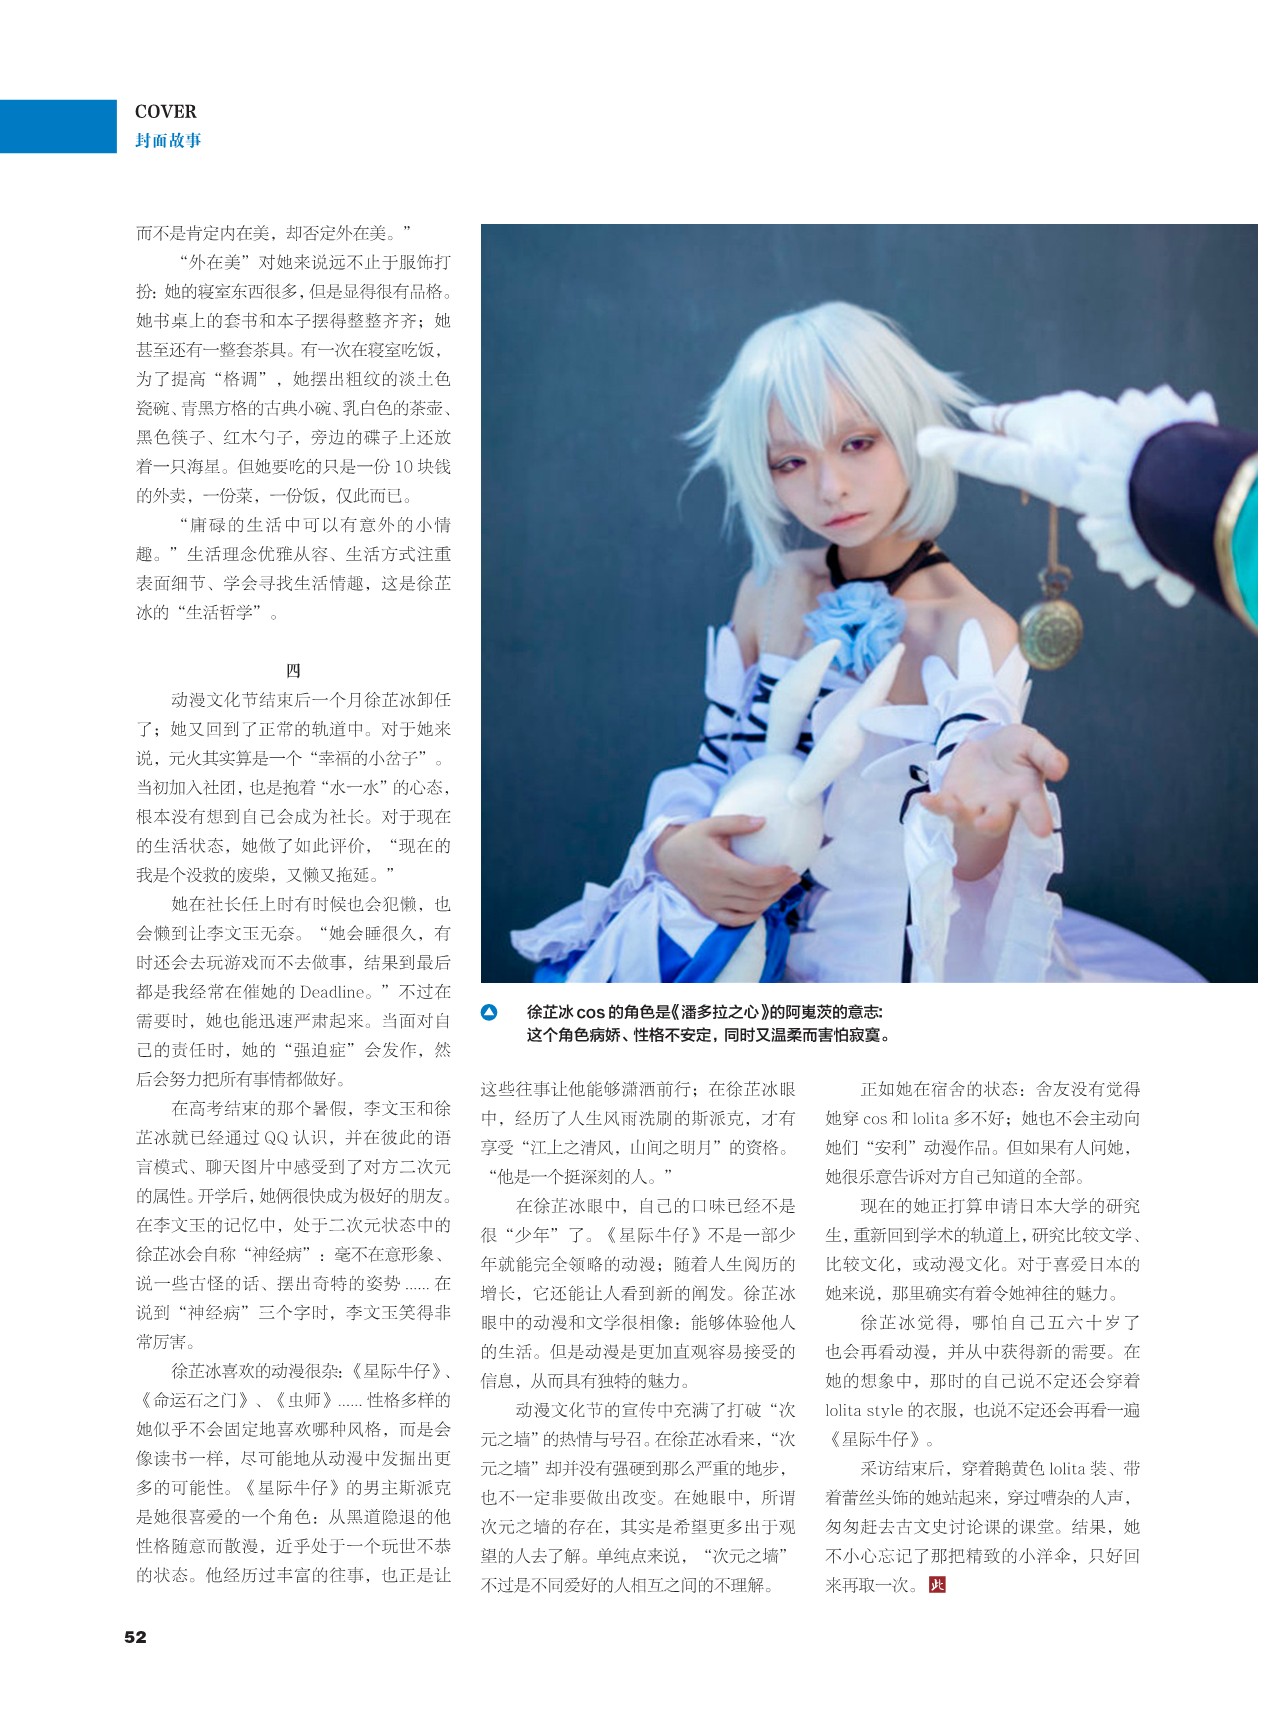 COVER
封面故事
而不是肯定内在美，却否定外在美。”
“外在美”对她来说远不止于服饰打
扮：她的寝室东西很多，但是显得很有品格。
她书桌上的套书和本子摆得整整齐齐；她
甚至还有一整套茶具。有一次在寝室吃饭，
为了提高“格调”，她摆出粗纹的淡土色
瓷碗、青黑方格的古典小碗、乳白色的茶壶、
黑色筷子、红木勺子，旁边的碟子上还放
着一只海星。但她要吃的只是一份 10 块钱
的外卖，一份菜，一份饭，仅此而已。
“庸碌的生活中可以有意外的小情
趣。”生活理念优雅从容、生活方式注重
表面细节、学会寻找生活情趣，这是徐芷
冰的“生活哲学”。
四
动漫文化节结束后一个月徐芷冰卸任
了；她又回到了正常的轨道中。对于她来
说，元火其实算是一个“幸福的小岔子”。
当初加入社团，也是抱着“水一水”的心态，
根本没有想到自己会成为社长。对于现在
的生活状态，她做了如此评价，“现在的
我是个没救的废柴，又懒又拖延。”
她在社长任上时有时候也会犯懒，也
会懒到让李文玉无奈。“她会睡很久，有
时还会去玩游戏而不去做事，结果到最后
都是我经常在催她的 Deadline。”不过在
需要时，她也能迅速严肃起来。当面对自
己的责任时，她的“强迫症”会发作，然
后会努力把所有事情都做好。
在高考结束的那个暑假，李文玉和徐
芷冰就已经通过 QQ 认识，并在彼此的语
言模式、聊天图片中感受到了对方二次元
的属性。开学后，她俩很快成为极好的朋友。
在李文玉的记忆中，处于二次元状态中的
徐芷冰会自称“神经病”：毫不在意形象、
说一些古怪的话、摆出奇特的姿势 ...... 在
说到“神经病”三个字时，李文玉笑得非
常厉害。
徐芷冰喜欢的动漫很杂：《星际牛仔》、
《命运石之门》、《虫师》...... 性格多样的
她似乎不会固定地喜欢哪种风格，而是会
像读书一样，尽可能地从动漫中发掘出更
多的可能性。《星际牛仔》的男主斯派克
是她很喜爱的一个角色：从黑道隐退的他
性格随意而散漫，近乎处于一个玩世不恭
的状态。他经历过丰富的往事，也正是让
徐芷冰 cos 的角色是《潘多拉之心》的阿嵬茨的意志：
这个角色病娇、性格不安定，同时又温柔而害怕寂寞。
这些往事让他能够潇洒前行；在徐芷冰眼
中，经历了人生风雨洗刷的斯派克，才有
享受“江上之清风，山间之明月”的资格。
“他是一个挺深刻的人。”
在徐芷冰眼中，自己的口味已经不是
很“少年”了。《星际牛仔》不是一部少
年就能完全领略的动漫；随着人生阅历的
增长，它还能让人看到新的阐发。徐芷冰
眼中的动漫和文学很相像：能够体验他人
的生活。但是动漫是更加直观容易接受的
信息，从而具有独特的魅力。
动漫文化节的宣传中充满了打破“次
元之墙”的热情与号召。在徐芷冰看来，“次
元之墙”却并没有强硬到那么严重的地步，
也不一定非要做出改变。在她眼中，所谓
次元之墙的存在，其实是希望更多出于观
望的人去了解。单纯点来说，“次元之墙”
不过是不同爱好的人相互之间的不理解。
正如她在宿舍的状态：舍友没有觉得
她穿 cos 和 lolita 多不好；她也不会主动向
她们“安利”动漫作品。但如果有人问她，
她很乐意告诉对方自己知道的全部。
现在的她正打算申请日本大学的研究
生，重新回到学术的轨道上，研究比较文学、
比较文化，或动漫文化。对于喜爱日本的
她来说，那里确实有着令她神往的魅力。
徐芷冰觉得，哪怕自己五六十岁了
也会再看动漫，并从中获得新的需要。在
她的想象中，那时的自己说不定还会穿着
lolita style 的衣服，也说不定还会再看一遍
《星际牛仔》。
采访结束后，穿着鹅黄色 lolita 装、带
着蕾丝头饰的她站起来，穿过嘈杂的人声，
匆匆赶去古文史讨论课的课堂。结果，她
不小心忘记了那把精致的小洋伞，只好回
来再取一次。此
52